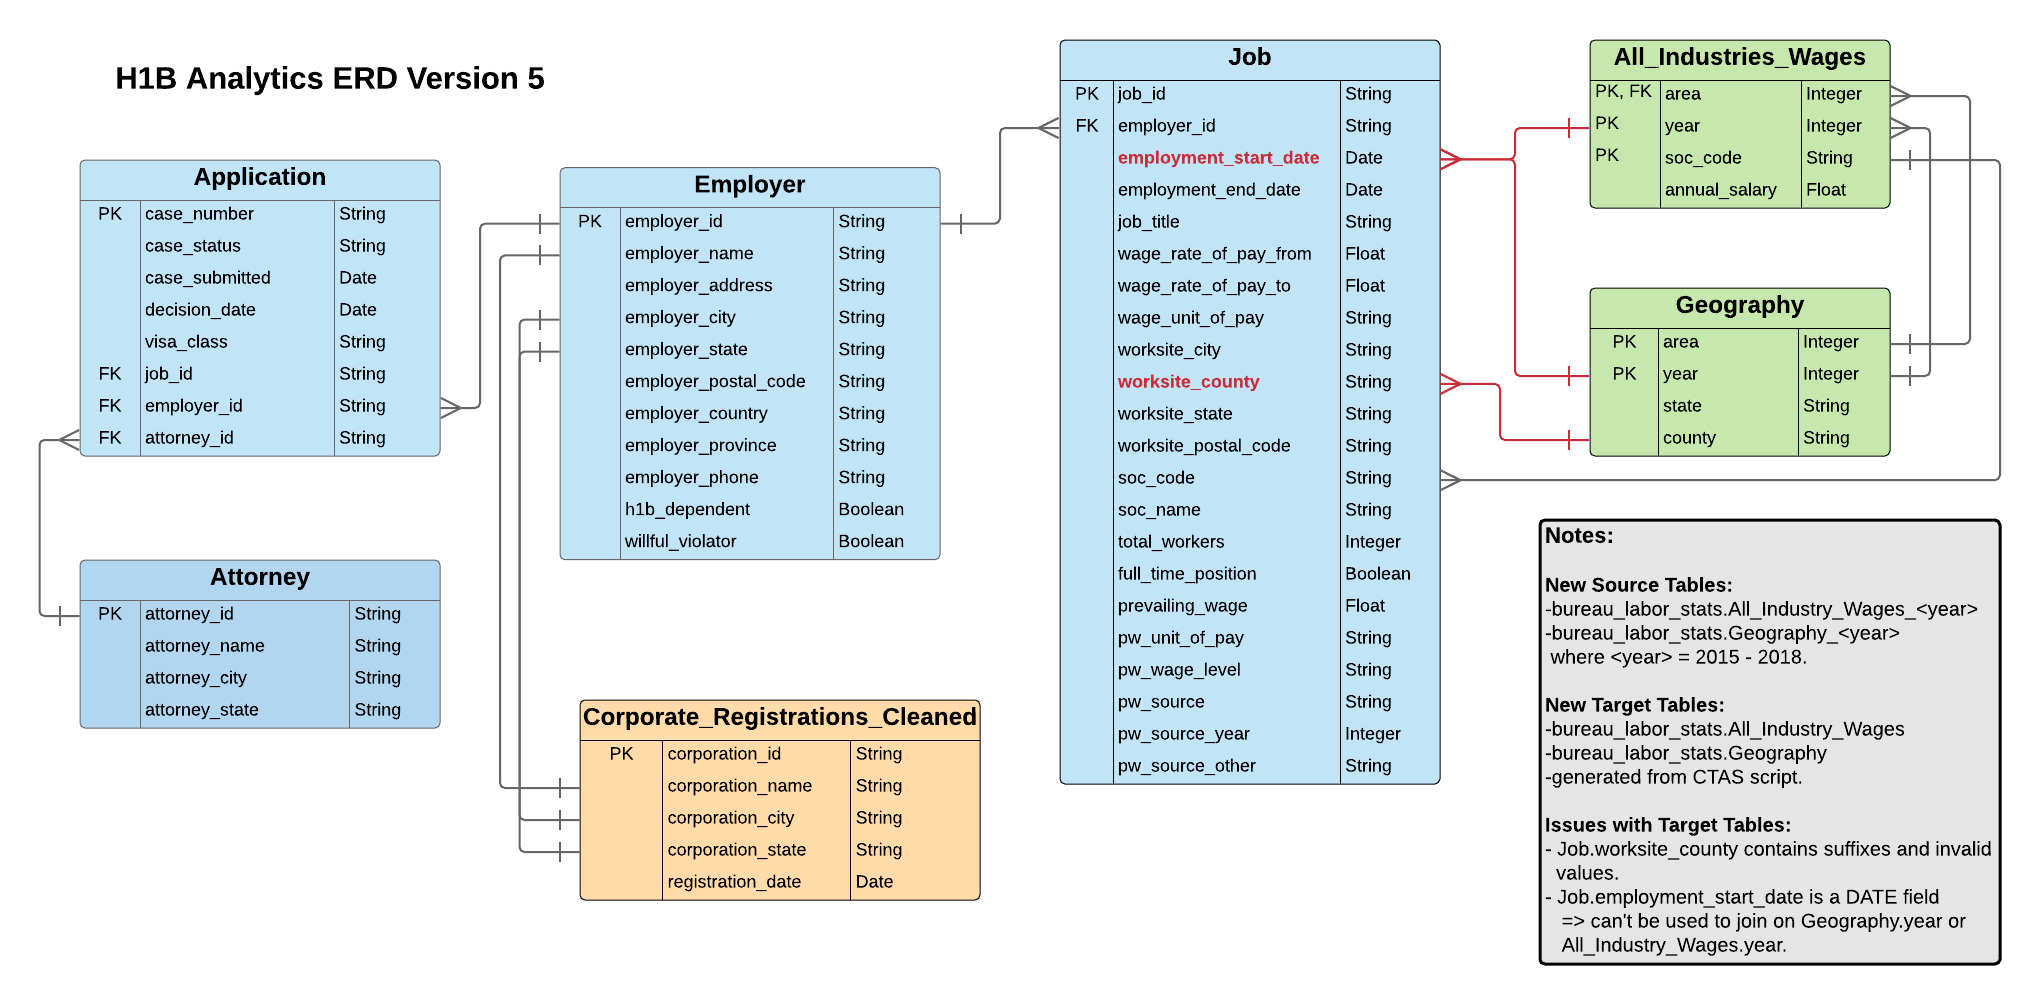 H1B Analytics ERD Version 5
Application
PK case_number String
case_status String
case_submitted Date
decision_date Date
visa_class String
FK job_id String
FK employer_id String
FK attorney_id String
Attorney
PK attorney_id String
attorney_name String
attorney_city String
attorney_state String
Employer
PK employer_id String
employer_name String
employer_address String
employer_city String
employer_state String
employer_postal_code String
employer_country String
employer_province String
employer_phone String
h1b_dependent Boolean
willful_violator Boolean
Corporate_Registrations_Cleaned
PK corporation_id String
corporation_name String
corporation_city String
corporation_state String
registration_date Date
Job
PK job_id String
FK employer_id String
employment_start_date Date
employment_end_date Date
job_title String
wage_rate_of_pay_from Float
wage_rate_of_pay_to Float
wage_unit_of_pay String
worksite_city String
worksite_county String
worksite_state String
worksite_postal_code String
soc_code String
soc_name String
total_workers Integer
full_time_position Boolean
prevailing_wage Float
pw_unit_of_pay String
pw_wage_level String
pw_source String
pw_source_year Integer
pw_source_other String
All_Industries_Wages
PK, FK area Integer
PK year Integer
PK soc_code String
annual_salary Float
Geography
PK area Integer
PK year Integer
state String
county String
Notes:
New Source Tables:
-bureau_labor_stats.All_Industry_Wages_<year>
-bureau_labor_stats.Geography_<year>
where <year> = 2015 - 2018.
New Target Tables:
-bureau_labor_stats.All_Industry_Wages
-bureau_labor_stats.Geography
-generated from CTAS script.
Issues with Target Tables:
- Job.worksite_county contains suffixes and invalid
values.
- Job.employment_start_date is a DATE field
=> can't be used to join on Geography.year or
All_Industry_Wages.year.